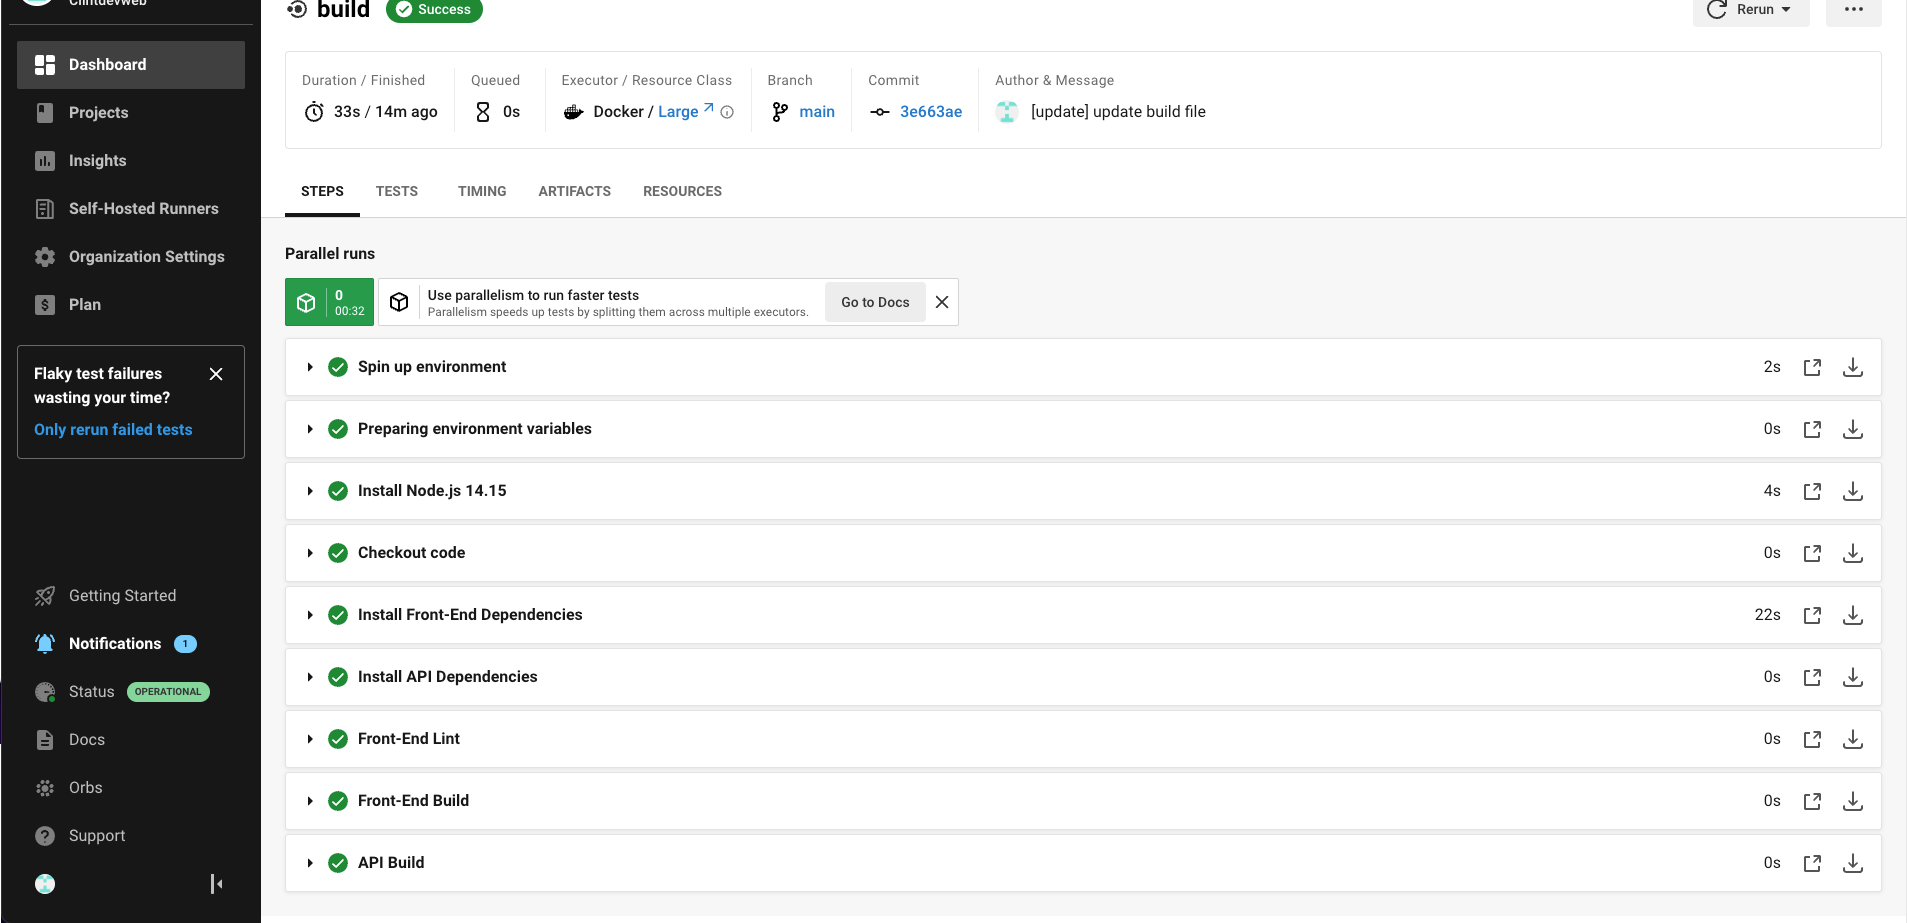 Clintdevweb
Dashboard
Projects
Insights
Self-Hosted Runners
Organization Settings
Plan
Flaky test failures
wasting your time?
Only rerun failed tests
Getting Started
Notifications 1
Status OPERATIONAL
Docs
Orbs
Support
build Success
Rerun
Duration / Finished
33s / 14m ago
Queued
0s
Executor / Resource Class
Docker / Large
Branch
main
Commit
3e663ae
Author & Message
[update] update build file
STEPS TESTS TIMING ARTIFACTS RESOURCES
Parallel runs
0
00:32
Use parallelism to run faster tests
Parallelism speeds up tests by splitting them across multiple executors.
Go to Docs
Spin up environment 2s
Preparing environment variables 0s
Install Node.js 14.15 4s
Checkout code 0s
Install Front-End Dependencies 22s
Install API Dependencies 0s
Front-End Lint 0s
Front-End Build 0s
API Build 0s